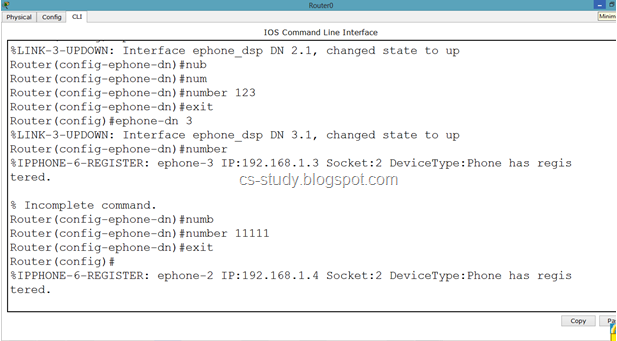 Router0
Physical Config CLI
IOS Command Line Interface
%LINK-3-UPDOWN: Interface ephone_dsp DN 2.1, changed state to up
Router(config-ephone-dn)#nub
Router(config-ephone-dn)#num
Router(config-ephone-dn)#number 123
Router(config-ephone-dn)#exit
Router(config)#ephone-dn 3
%LINK-3-UPDOWN: Interface ephone_dsp DN 3.1, changed state to up
Router(config-ephone-dn)#number
%IPPHONE-6-REGISTER: ephone-3 IP:192.168.1.3 Socket:2 DeviceType:Phone has regis
tered.
cs-study.blogspot.com
% Incomplete command.
Router(config-ephone-dn)#numb
Router(config-ephone-dn)#number 11111
Router(config-ephone-dn)#exit
Router(config)#
%IPPHONE-6-REGISTER: ephone-2 IP:192.168.1.4 Socket:2 DeviceType:Phone has regis
tered.
Copy